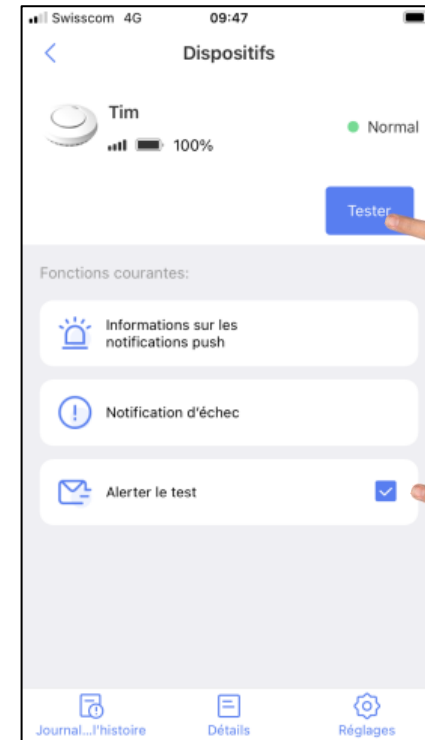 Swisscom 4G 09:47
Dispositifs
Tim
100%
Normal
Tester
Fonctions courantes:
Informations sur les
notifications push
Notification d'échec
Alerter le test
Journal...l'histoire Détails Réglages